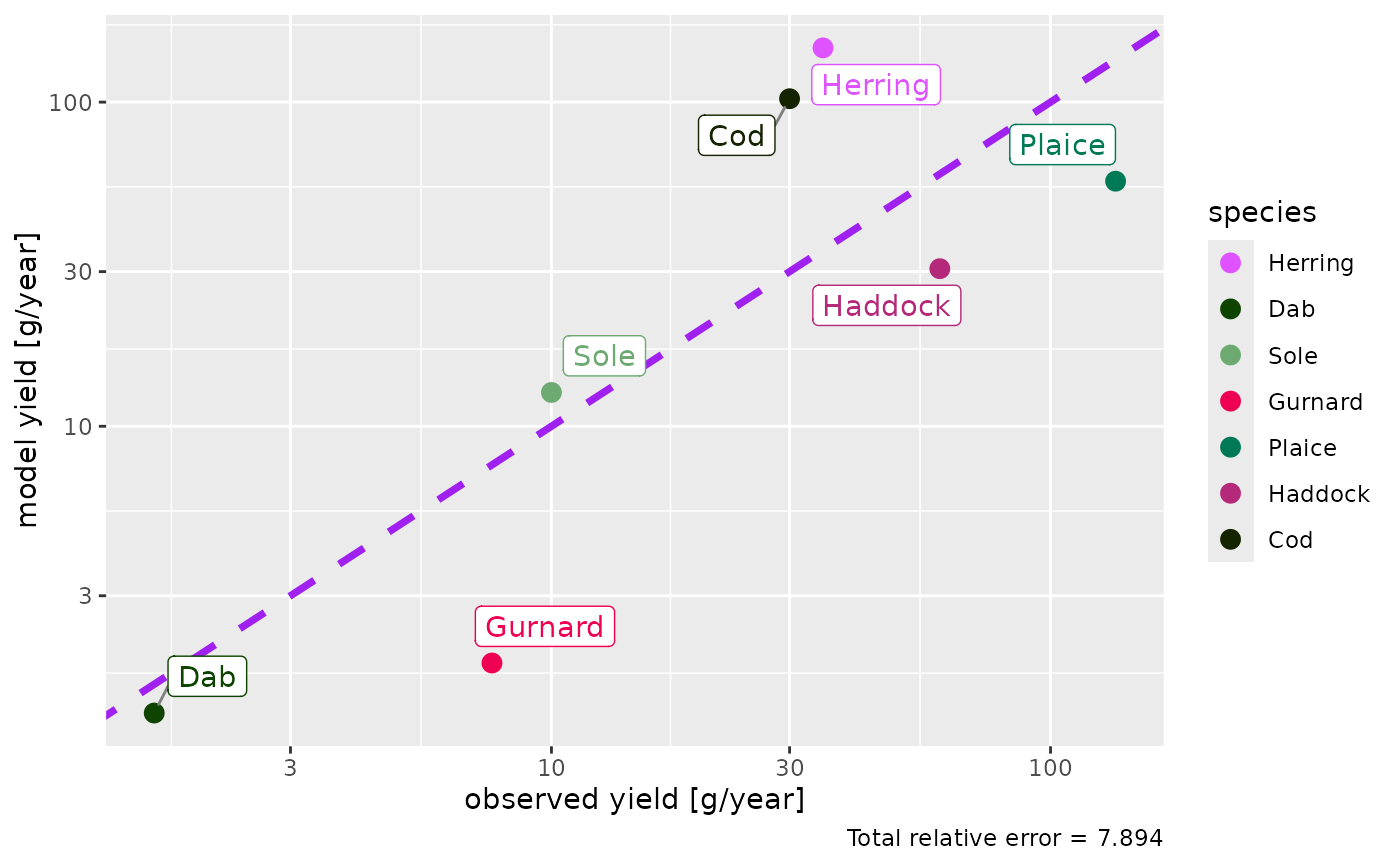 Herring
100
Cod
Plaice
30
Haddock
Sole
10
3
Gurnard
Dab
3
10
30
100
model yield [g/year]
observed yield [g/year]
species
Herring
Dab
Sole
Gurnard
Plaice
Haddock
Cod
Total relative error = 7.894